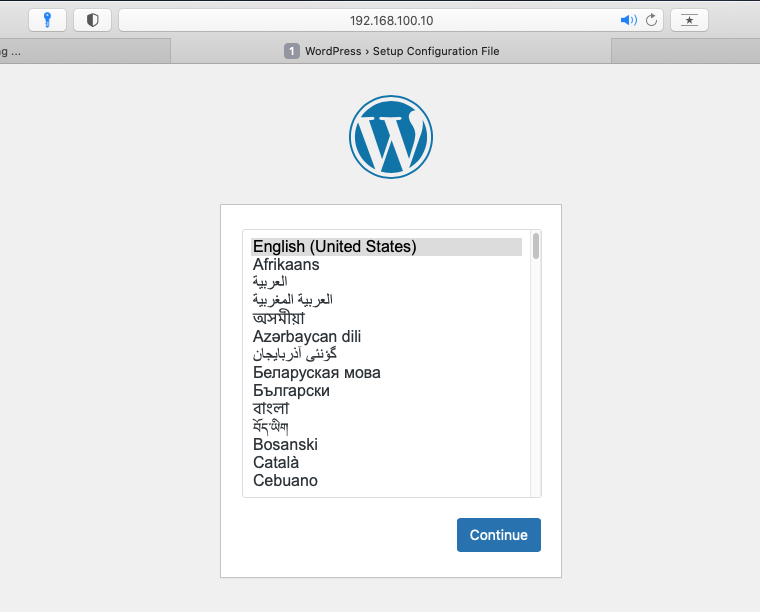 192.168.100.10
g ...
1 WordPress › Setup Configuration File
English (United States)
Afrikaans
العربية
العربية المغربية
অসমীয়া
Azərbaycan dili
گؤنئی آذربایجان
Беларуская мова
Български
বাংলা
བོད་ཡིག
Bosanski
Català
Cebuano
Continue